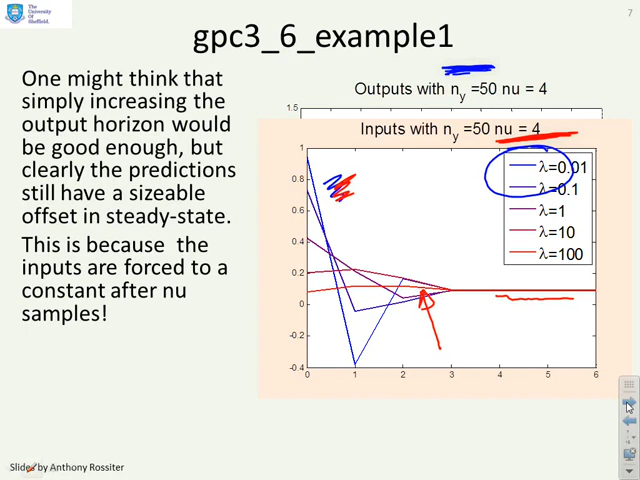 The
University
Of
Sheffield.
7
gpc3_6_example1
One might think that
simply increasing the
output horizon would
be good enough, but
clearly the predictions
still have a sizeable
offset in steady-state.
This is because the
inputs are forced to a
constant after nu
samples!
Outputs with n_y =50 nu = 4
1.5
Inputs with n_y =50 nu = 4
1
0.8
0.6
0.4
0.2
0
-0.2
-0.4
0 1 2 3 4 5 6
λ=0.01
λ=0.1
λ=1
λ=10
λ=100
Slides by Anthony Rossiter